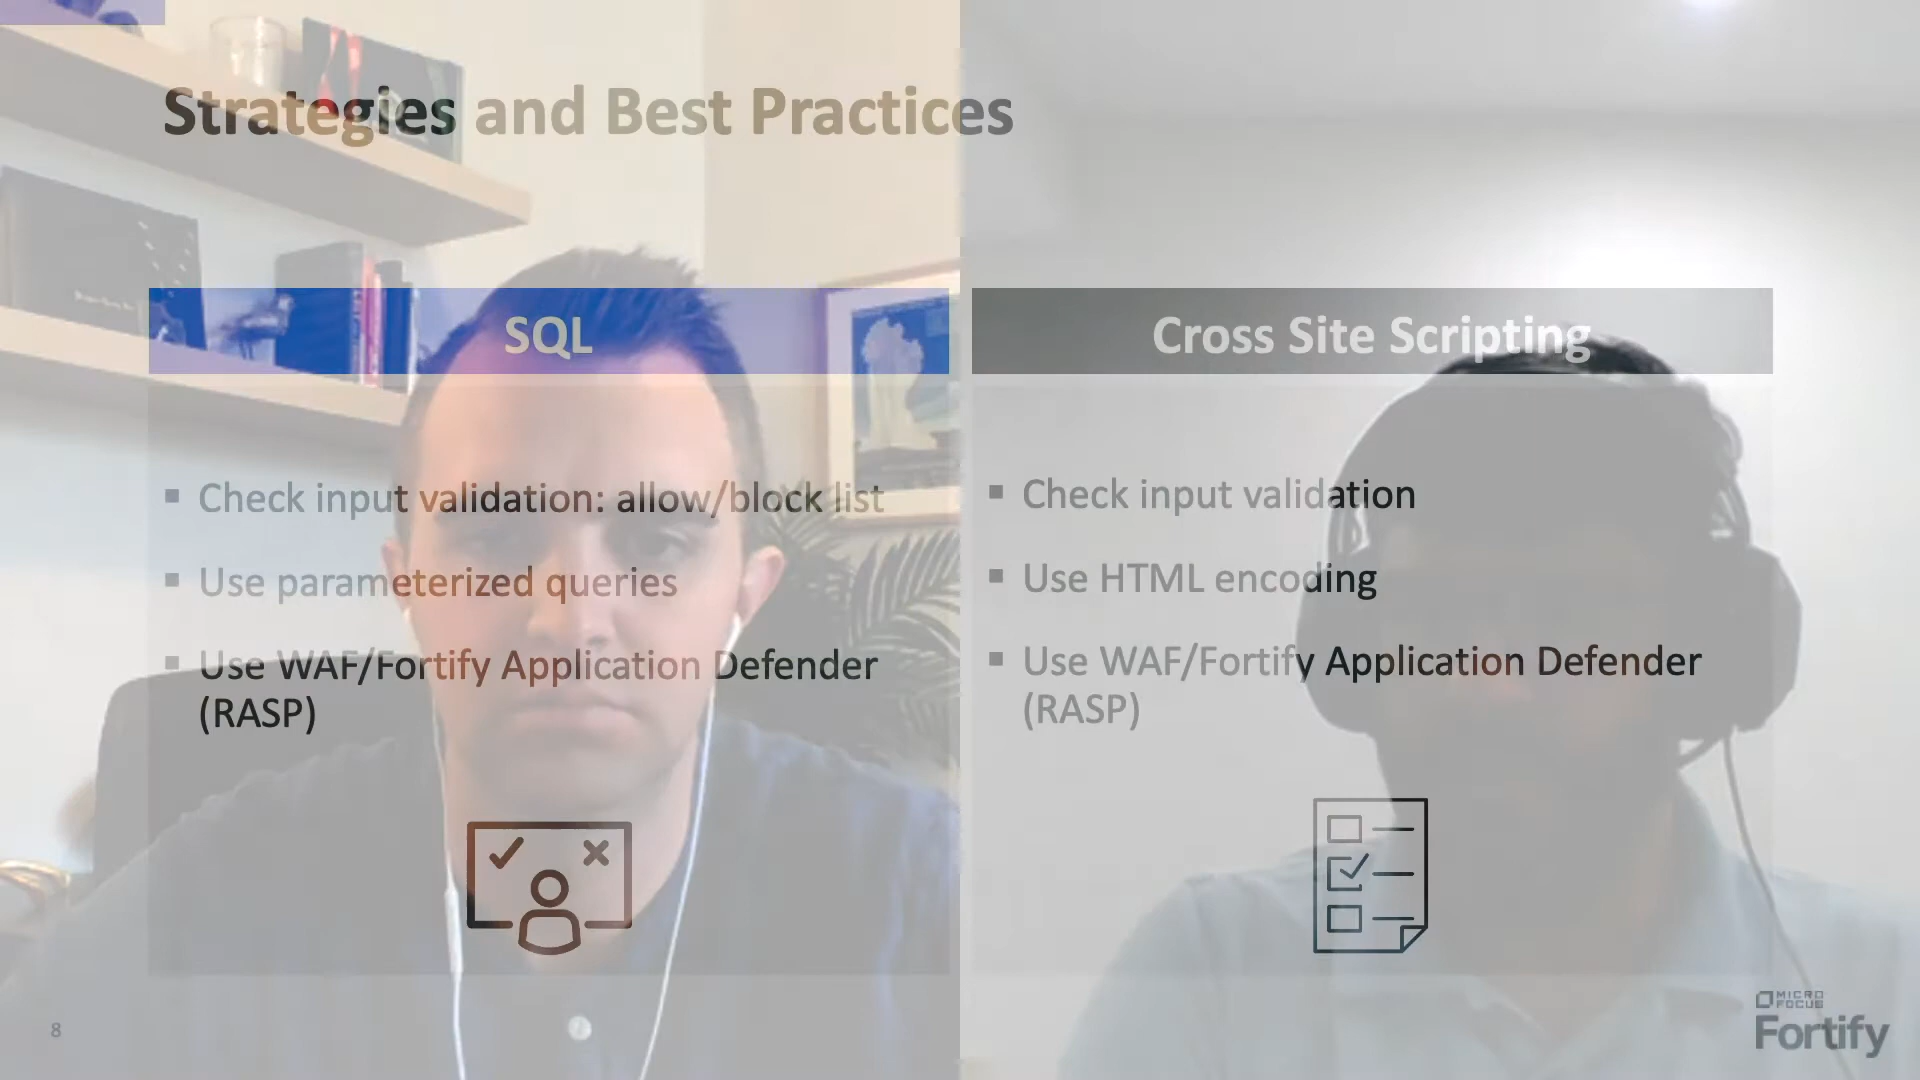 Strategies and Best Practices
SQL
▪ Check input validation: allow/block list
▪ Use parameterized queries
▪ Use WAF/Fortify Application Defender
(RASP)
Cross Site Scripting
▪ Check input validation
▪ Use HTML encoding
▪ Use WAF/Fortify Application Defender
(RASP)
8
MICRO
FOCUS
Fortify